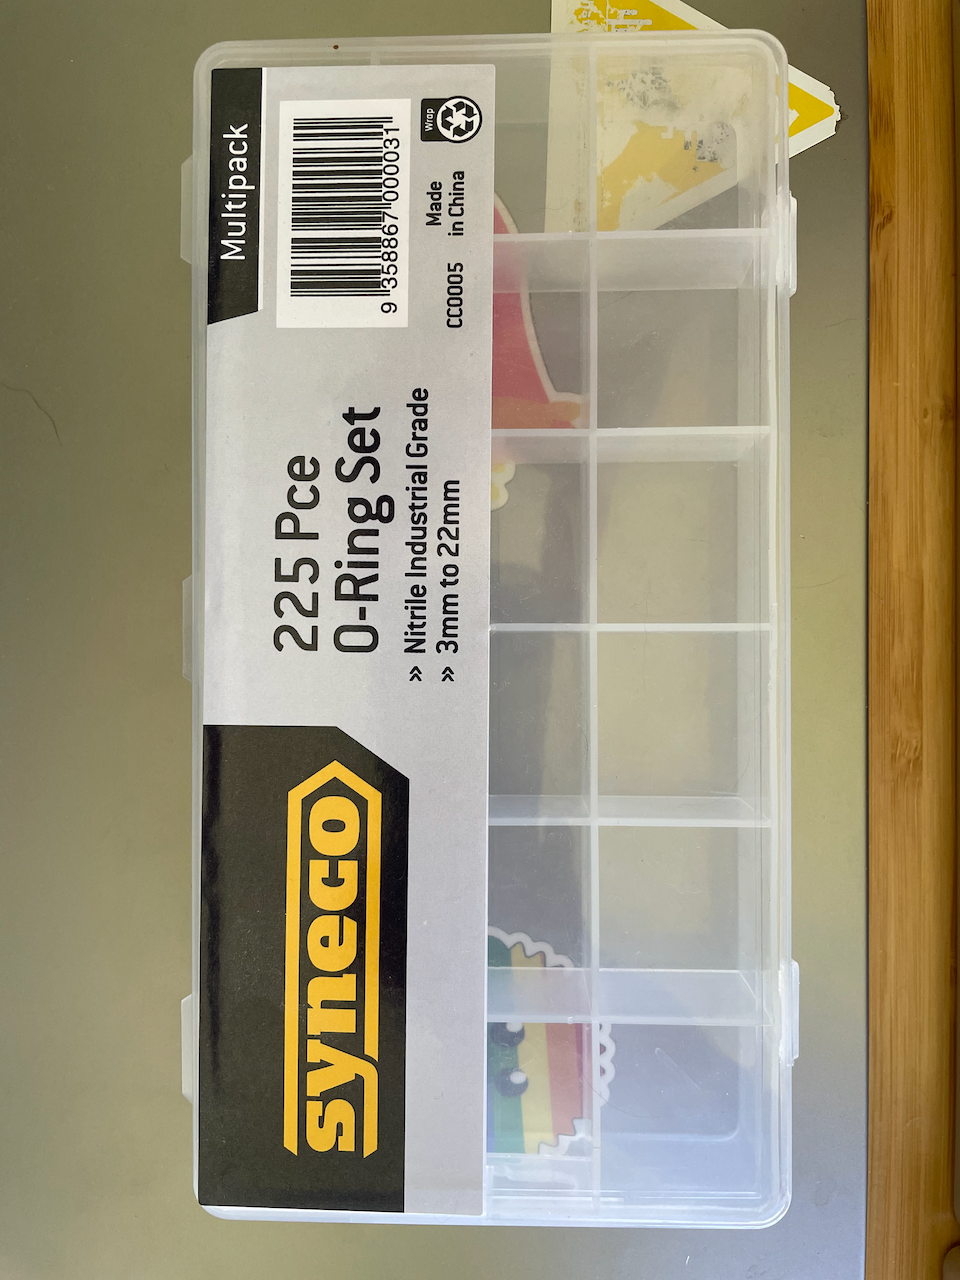 syneco
225 Pce
O-Ring Set
» Nitrile Industrial Grade
» 3mm to 22mm
Multipack
9 358867 000031
CC0005
Made
in China
Wrap